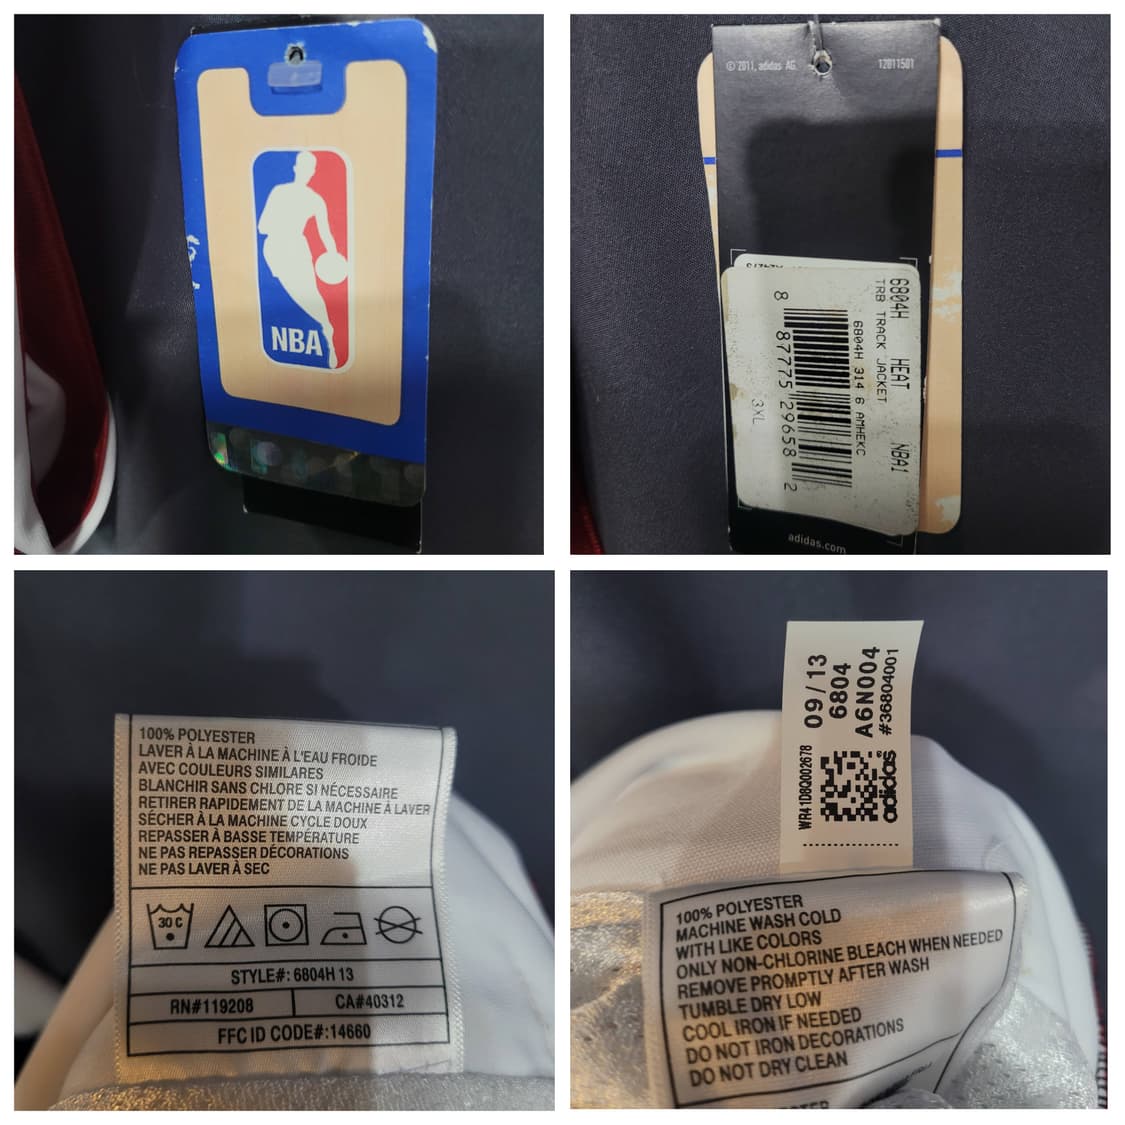 NBA
© 2011, adidas AG.
12011501
6804H HEAT NBA1
TRB TRACK JACKET
6804H 314 6 AMHEKC
8 87775 29658 2
3XL
adidas.com
100% POLYESTER
LAVER À LA MACHINE À L'EAU FROIDE
AVEC COULEURS SIMILARES
BLANCHIR SANS CHLORE SI NÉCESSAIRE
RETIRER RAPIDEMENT DE LA MACHINE À LAVER
SÉCHER À LA MACHINE CYCLE DOUX
REPASSER À BASSE TEMPÉRATURE
NE PAS REPASSER DÉCORATIONS
NE PAS LAVER À SEC
30 C
STYLE#: 6804H 13
RN#119208 CA#40312
FFC ID CODE#:14660
09/13
6804
A6N004
#36804001
WR41D8Q002678
adidas
100% POLYESTER
MACHINE WASH COLD
WITH LIKE COLORS
ONLY NON-CHLORINE BLEACH WHEN NEEDED
REMOVE PROMPTLY AFTER WASH
TUMBLE DRY LOW
COOL IRON IF NEEDED
DO NOT IRON DECORATIONS
DO NOT DRY CLEAN